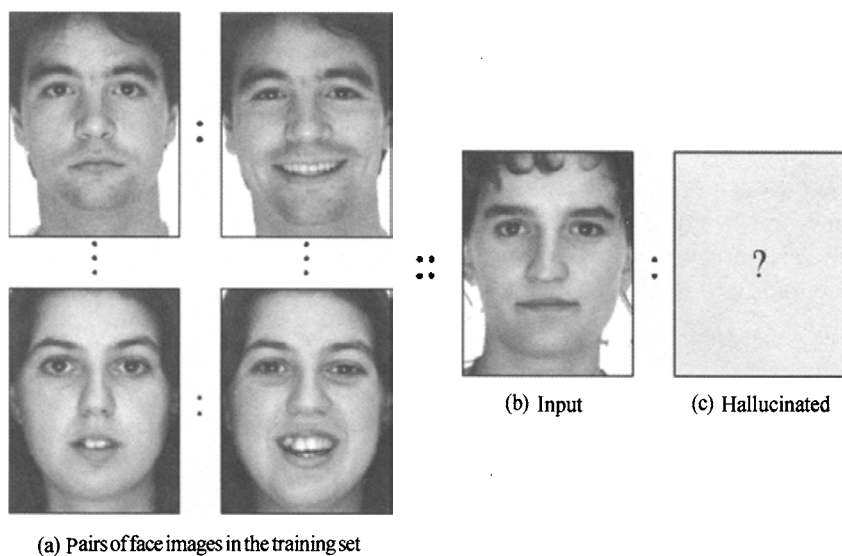 ?
(b) Input
(c) Hallucinated
(a) Pairs of face images in the training set